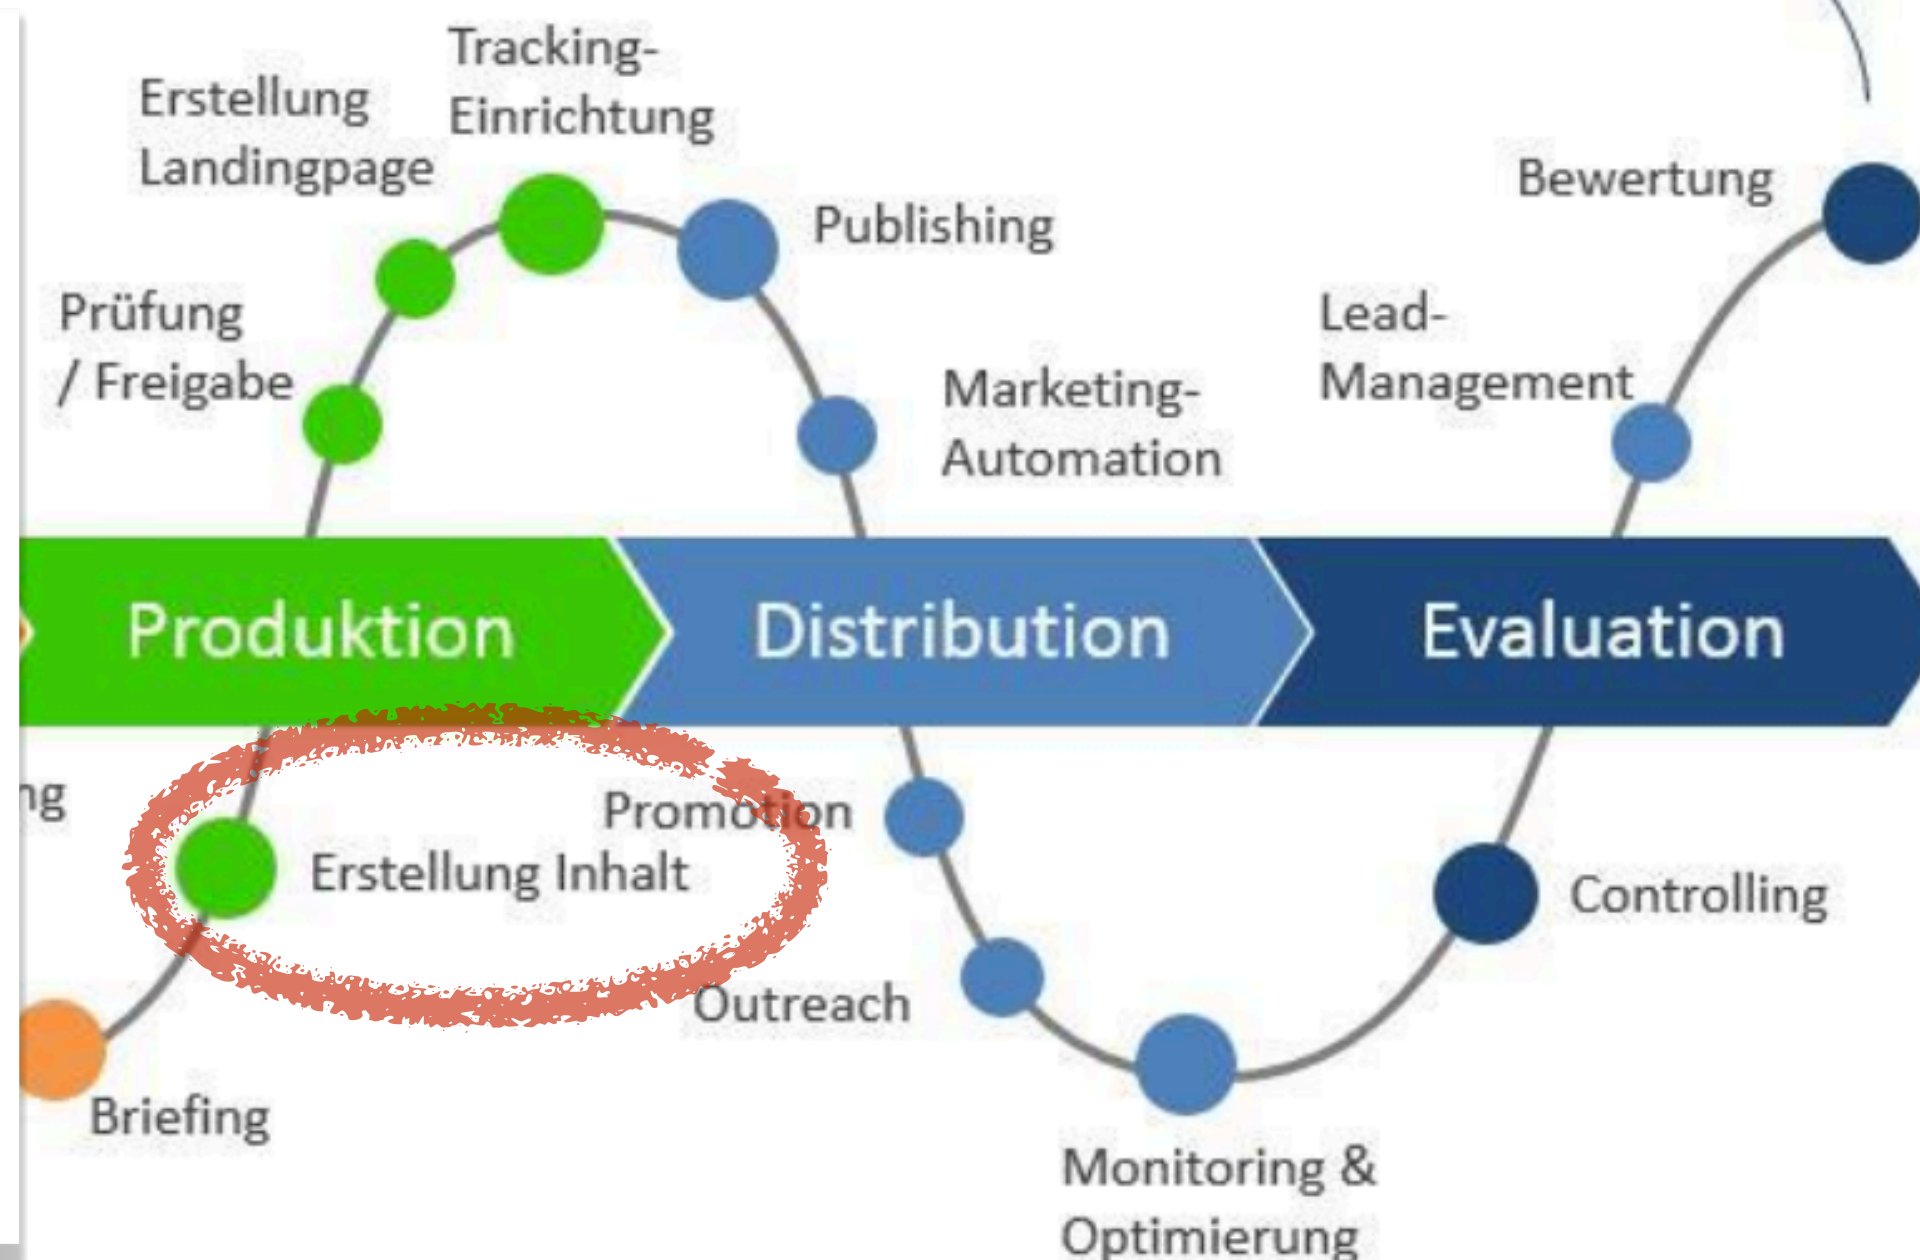 Tracking-
Einrichtung
Erstellung
Landingpage
Publishing
Bewertung
Prüfung
/ Freigabe
Lead-
Management
Marketing-
Automation
Produktion
Distribution
Evaluation
Promotion
Erstellung Inhalt
Controlling
Outreach
Briefing
Monitoring &
Optimierung